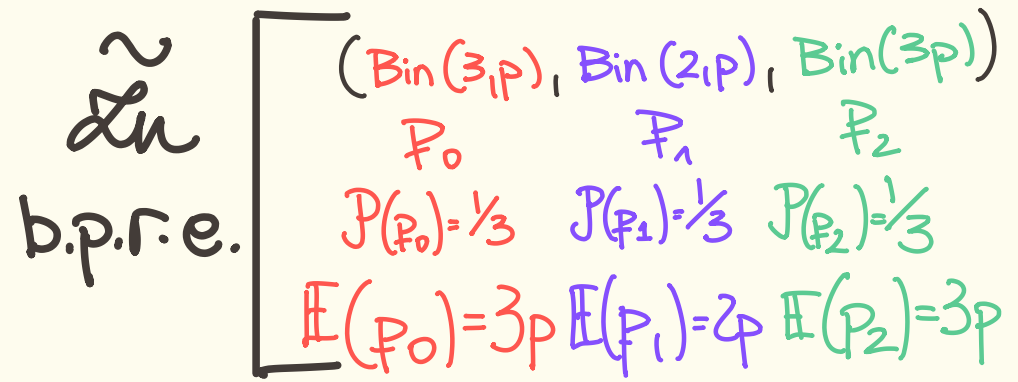 Z̃n
b.p.r.e.
(Bin(3,p), Bin(2,p), Bin(3p))
P₀ P₁ P₂
P(p₀)=1/3 P(p₁)=1/3 P(p₂)=1/3
𝔼(p₀)=3p 𝔼(p₁)=2p 𝔼(p₂)=3p